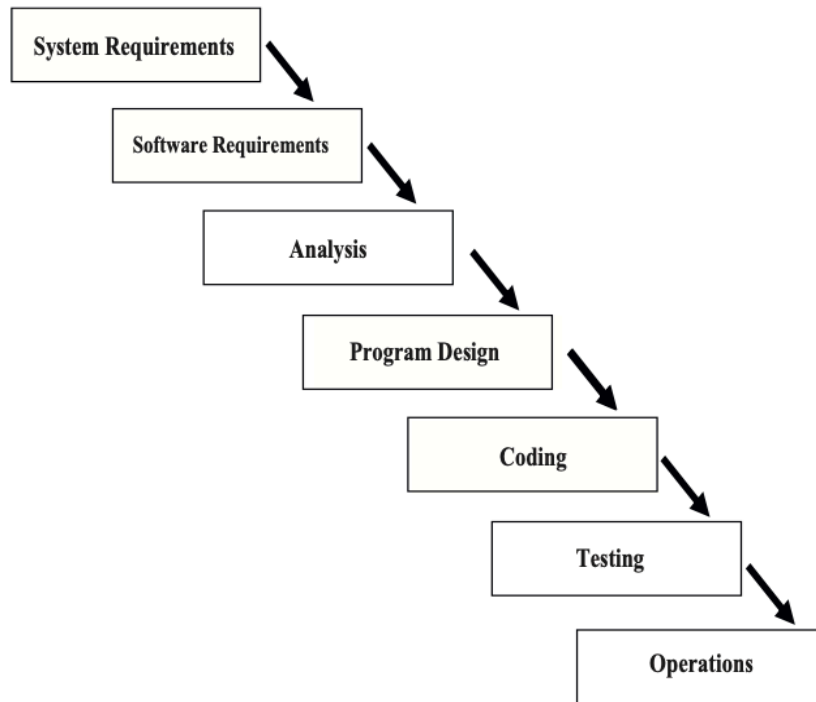 System Requirements
Software Requirements
Analysis
Program Design
Coding
Testing
Operations